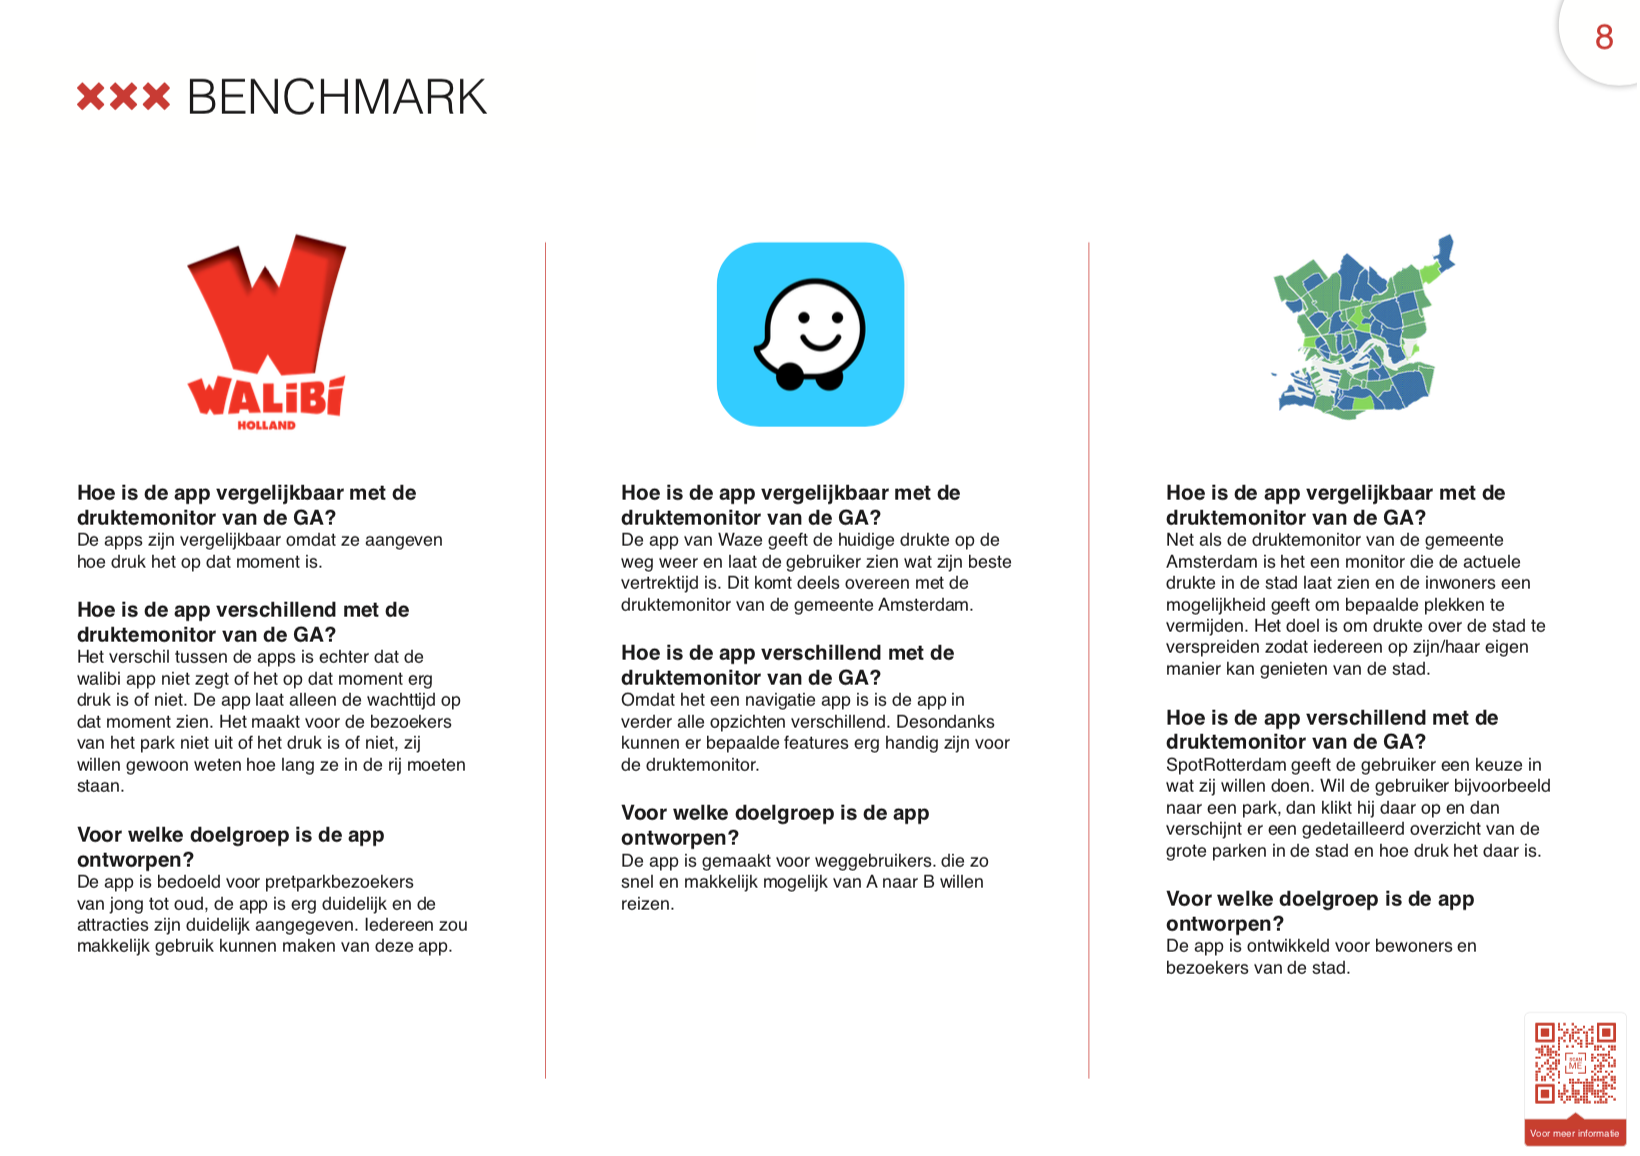 8
BENCHMARK
WALiBi
HOLLAND
Hoe is de app vergelijkbaar met de
druktemonitor van de GA?
De apps zijn vergelijkbaar omdat ze aangeven
hoe druk het op dat moment is.
Hoe is de app verschillend met de
druktemonitor van de GA?
Het verschil tussen de apps is echter dat de
walibi app niet zegt of het op dat moment erg
druk is of niet. De app laat alleen de wachttijd op
dat moment zien. Het maakt voor de bezoekers
van het park niet uit of het druk is of niet, zij
willen gewoon weten hoe lang ze in de rij moeten
staan.
Voor welke doelgroep is de app
ontworpen?
De app is bedoeld voor pretparkbezoekers
van jong tot oud, de app is erg duidelijk en de
attracties zijn duidelijk aangegeven. Iedereen zou
makkelijk gebruik kunnen maken van deze app.
Hoe is de app vergelijkbaar met de
druktemonitor van de GA?
De app van Waze geeft de huidige drukte op de
weg weer en laat de gebruiker zien wat zijn beste
vertrektijd is. Dit komt deels overeen met de
druktemonitor van de gemeente Amsterdam.
Hoe is de app verschillend met de
druktemonitor van de GA?
Omdat het een navigatie app is is de app in
verder alle opzichten verschillend. Desondanks
kunnen er bepaalde features erg handig zijn voor
de druktemonitor.
Voor welke doelgroep is de app
ontworpen?
De app is gemaakt voor weggebruikers. die zo
snel en makkelijk mogelijk van A naar B willen
reizen.
Hoe is de app vergelijkbaar met de
druktemonitor van de GA?
Net als de druktemonitor van de gemeente
Amsterdam is het een monitor die de actuele
drukte in de stad laat zien en de inwoners een
mogelijkheid geeft om bepaalde plekken te
vermijden. Het doel is om drukte over de stad te
verspreiden zodat iedereen op zijn/haar eigen
manier kan genieten van de stad.
Hoe is de app verschillend met de
druktemonitor van de GA?
SpotRotterdam geeft de gebruiker een keuze in
wat zij willen doen. Wil de gebruiker bijvoorbeeld
naar een park, dan klikt hij daar op en dan
verschijnt er een gedetailleerd overzicht van de
grote parken in de stad en hoe druk het daar is.
Voor welke doelgroep is de app
ontworpen?
De app is ontwikkeld voor bewoners en
bezoekers van de stad.
SCAN
ME
Voor meer informatie